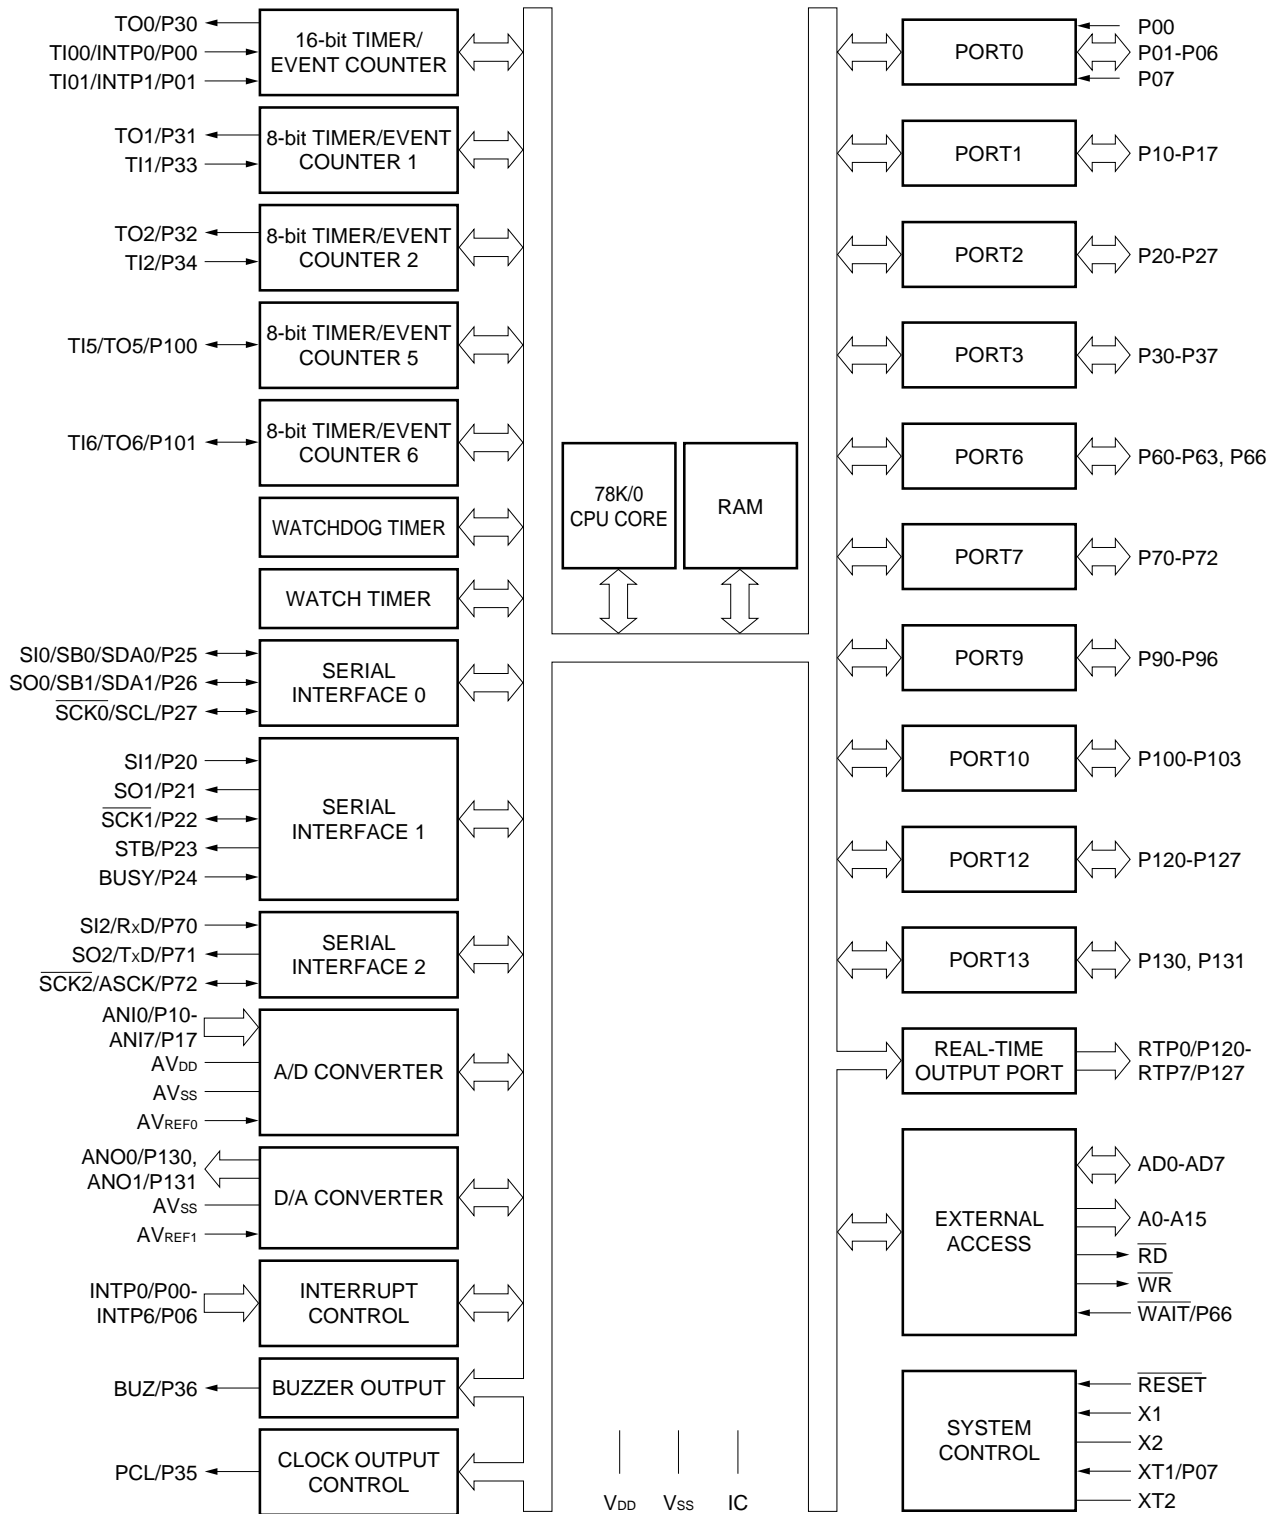 TO0/P30
TI00/INTP0/P00
TI01/INTP1/P01
16-bit TIMER/
EVENT COUNTER
TO1/P31
TI1/P33
8-bit TIMER/EVENT
COUNTER 1
TO2/P32
TI2/P34
8-bit TIMER/EVENT
COUNTER 2
TI5/TO5/P100
8-bit TIMER/EVENT
COUNTER 5
TI6/TO6/P101
8-bit TIMER/EVENT
COUNTER 6
WATCHDOG TIMER
WATCH TIMER
SI0/SB0/SDA0/P25
SO0/SB1/SDA1/P26
SCK0/SCL/P27
SERIAL
INTERFACE 0
SI1/P20
SO1/P21
SCK1/P22
STB/P23
BUSY/P24
SERIAL
INTERFACE 1
SI2/RxD/P70
SO2/TxD/P71
SCK2/ASCK/P72
SERIAL
INTERFACE 2
ANI0/P10-
ANI7/P17
AVDD
AVSS
AVREF0
A/D CONVERTER
ANO0/P130,
ANO1/P131
AVSS
AVREF1
D/A CONVERTER
INTP0/P00-
INTP6/P06
INTERRUPT
CONTROL
BUZ/P36
BUZZER OUTPUT
PCL/P35
CLOCK OUTPUT
CONTROL
78K/0
CPU CORE
RAM
VDD
VSS
IC
PORT0
P00
P01-P06
P07
PORT1
P10-P17
PORT2
P20-P27
PORT3
P30-P37
PORT6
P60-P63, P66
PORT7
P70-P72
PORT9
P90-P96
PORT10
P100-P103
PORT12
P120-P127
PORT13
P130, P131
REAL-TIME
OUTPUT PORT
RTP0/P120-
RTP7/P127
EXTERNAL
ACCESS
AD0-AD7
A0-A15
RD
WR
WAIT/P66
SYSTEM
CONTROL
RESET
X1
X2
XT1/P07
XT2